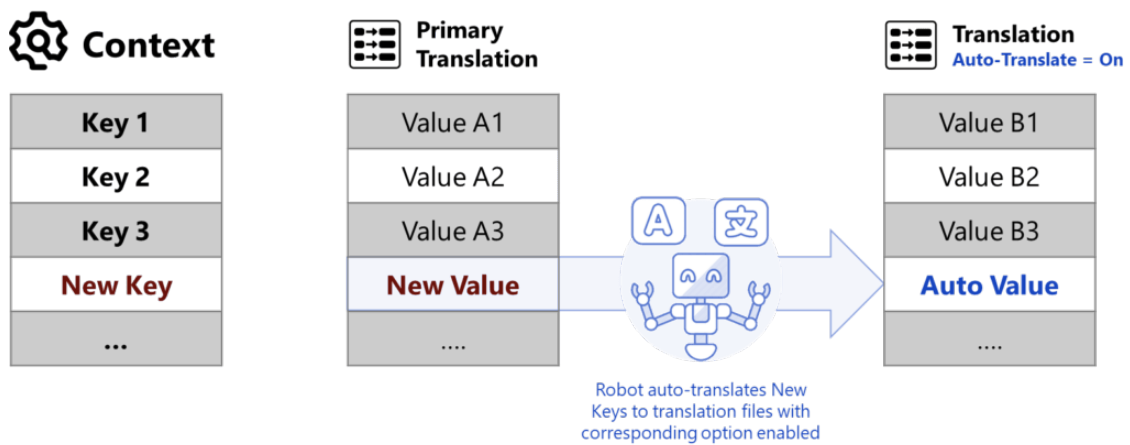 Context
Key 1
Key 2
Key 3
New Key
...
Primary
Translation
Value A1
Value A2
Value A3
New Value
....
A 文
Robot auto-translates New
Keys to translation files with
corresponding option enabled
Translation
Auto-Translate = On
Value B1
Value B2
Value B3
Auto Value
....